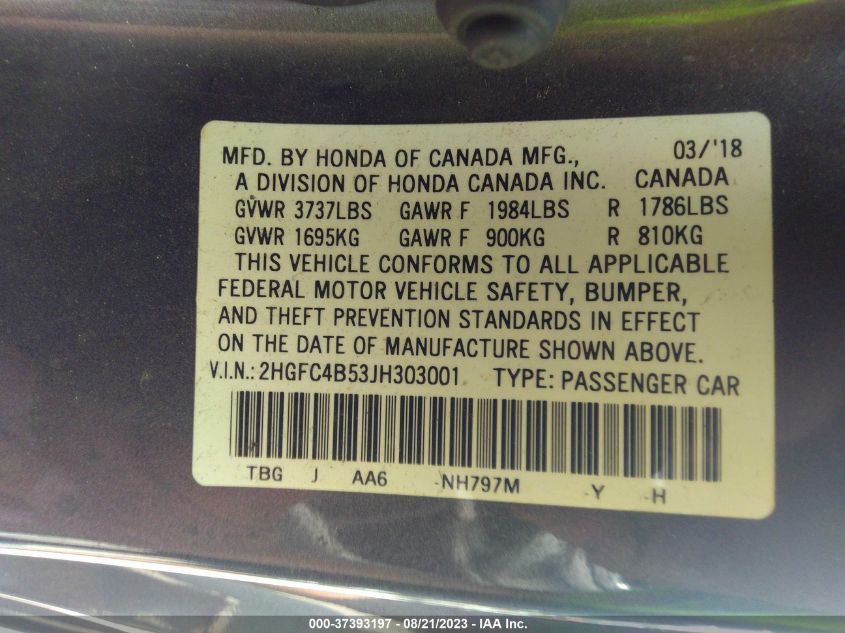 MFD. BY HONDA OF CANADA MFG., 03/'18
A DIVISION OF HONDA CANADA INC. CANADA
GVWR 3737LBS GAWR F 1984LBS R 1786LBS
GVWR 1695KG GAWR F 900KG R 810KG
THIS VEHICLE CONFORMS TO ALL APPLICABLE
FEDERAL MOTOR VEHICLE SAFETY, BUMPER,
AND THEFT PREVENTION STANDARDS IN EFFECT
ON THE DATE OF MANUFACTURE SHOWN ABOVE.
V.I.N.: 2HGFC4B53JH303001 TYPE: PASSENGER CAR
TBG J AA6 -NH797M -Y -H
000-37393197 - 08/21/2023 - IAA Inc.